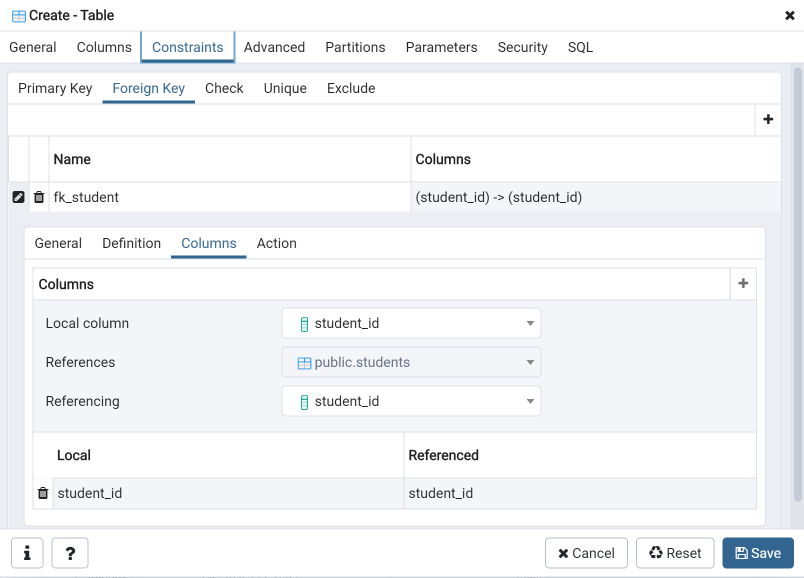 Create - Table
General Columns Constraints Advanced Partitions Parameters Security SQL
Primary Key Foreign Key Check Unique Exclude
Name Columns
fk_student (student_id) -> (student_id)
General Definition Columns Action
Columns
Local column student_id
References public.students
Referencing student_id
Local Referenced
student_id student_id
i ? Cancel Reset Save